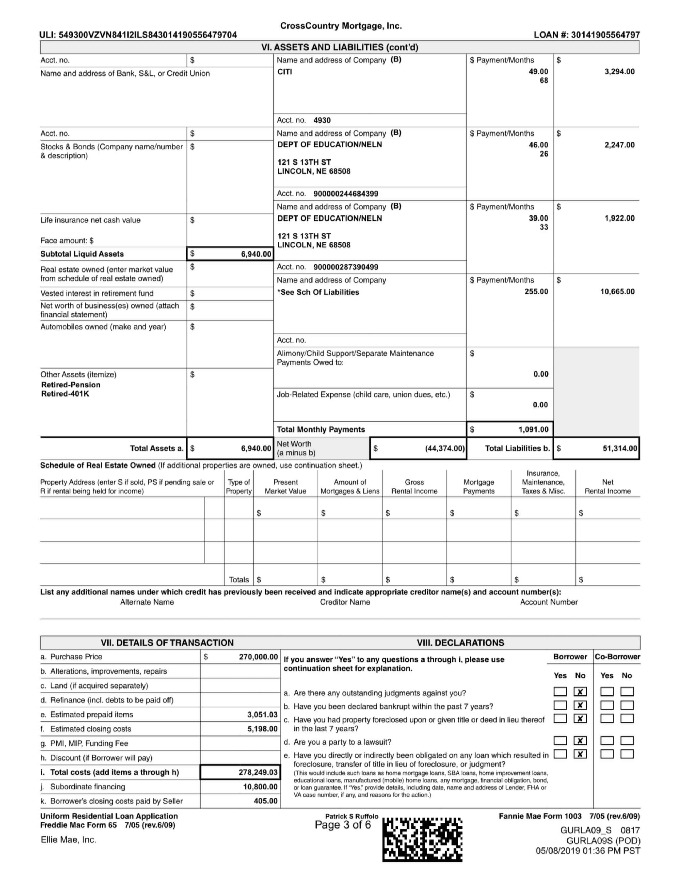 CrossCountry Mortgage, Inc.
ULI: 549300VZVN841I2ILS84301419055647​9704
LOAN #: 30141905564797
VI. ASSETS AND LIABILITIES (cont'd)
Acct. no. $
Name and address of Bank, S&L, or Credit Union
Name and address of Company (B) $ Payment/Months $
CITI 49.00 3,294.00
68
Acct. no. 4930
Acct. no. $
Stocks & Bonds (Company name/number $
& description)
Name and address of Company (B) $ Payment/Months $
DEPT OF EDUCATION/NELN 46.00 2,247.00
26
121 S 13TH ST
LINCOLN, NE 68508
Acct. no. 900000244684399
Name and address of Company (B) $ Payment/Months $
Life insurance net cash value $
Face amount: $
DEPT OF EDUCATION/NELN 39.00 1,922.00
33
121 S 13TH ST
LINCOLN, NE 68508
Subtotal Liquid Assets $ 6,940.00
Acct. no. 900000287390499
Real estate owned (enter market value $
from schedule of real estate owned)
Vested interest in retirement fund $
Net worth of business(es) owned (attach $
financial statement)
Automobiles owned (make and year) $
Name and address of Company $ Payment/Months $
*See Sch Of Liabilities 255.00 10,665.00
Acct. no.
Alimony/Child Support/Separate Maintenance $
Payments Owed to:
0.00
Other Assets (itemize) $
Retired-Pension
Retired-401K
Job-Related Expense (child care, union dues, etc.) $
0.00
Total Monthly Payments $ 1,091.00
Total Assets a. $ 6,940.00
Net Worth $ (44,374.00)
(a minus b)
Total Liabilities b. $ 51,314.00
Schedule of Real Estate Owned (If additional properties are owned, use continuation sheet.)
Property Address (enter S if sold, PS if pending sale or
R if rental being held for income)
Type of
Property
Present
Market Value
Amount of
Mortgages & Liens
Gross
Rental Income
Mortgage
Payments
Insurance,
Maintenance,
Taxes & Misc.
Net
Rental Income
$ $ $ $ $ $
Totals $ $ $ $ $ $
List any additional names under which credit has previously been received and indicate appropriate creditor name(s) and account number(s):
Alternate Name Creditor Name Account Number
VII. DETAILS OF TRANSACTION
a. Purchase Price $ 270,000.00
b. Alterations, improvements, repairs
c. Land (if acquired separately)
d. Refinance (incl. debts to be paid off)
e. Estimated prepaid items 3,051.03
f. Estimated closing costs 5,198.00
g. PMI, MIP, Funding Fee
h. Discount (if Borrower will pay)
i. Total costs (add items a through h) 278,249.03
j. Subordinate financing 10,800.00
k. Borrower's closing costs paid by Seller 405.00
VIII. DECLARATIONS
If you answer "Yes" to any questions a through i, please use
continuation sheet for explanation.
Borrower Co-Borrower
Yes No Yes No
a. Are there any outstanding judgments against you? X
b. Have you been declared bankrupt within the past 7 years? X
c. Have you had property foreclosed upon or given title or deed in lieu thereof X
in the last 7 years?
d. Are you a party to a lawsuit? X
e. Have you directly or indirectly been obligated on any loan which resulted in X
foreclosure, transfer of title in lieu of foreclosure, or judgment?
(This would include such loans as home mortgage loans, SBA loans, home improvement loans,
educational loans, manufactured (mobile) home loans, any mortgage, financial obligation, bond,
or loan guarantee. If "Yes," provide details, including date, name and address of Lender, FHA or
VA case number, if any, and reasons for the action.)
Uniform Residential Loan Application
Freddie Mac Form 65 7/05 (rev.6/09)
Ellie Mae, Inc.
Patrick S Ruffolo
Page 3 of 6
Fannie Mae Form 1003 7/05 (rev.6/09)
GURLA09_S 0817
GURLA09S (POD)
05/08/2019 01:36 PM PST